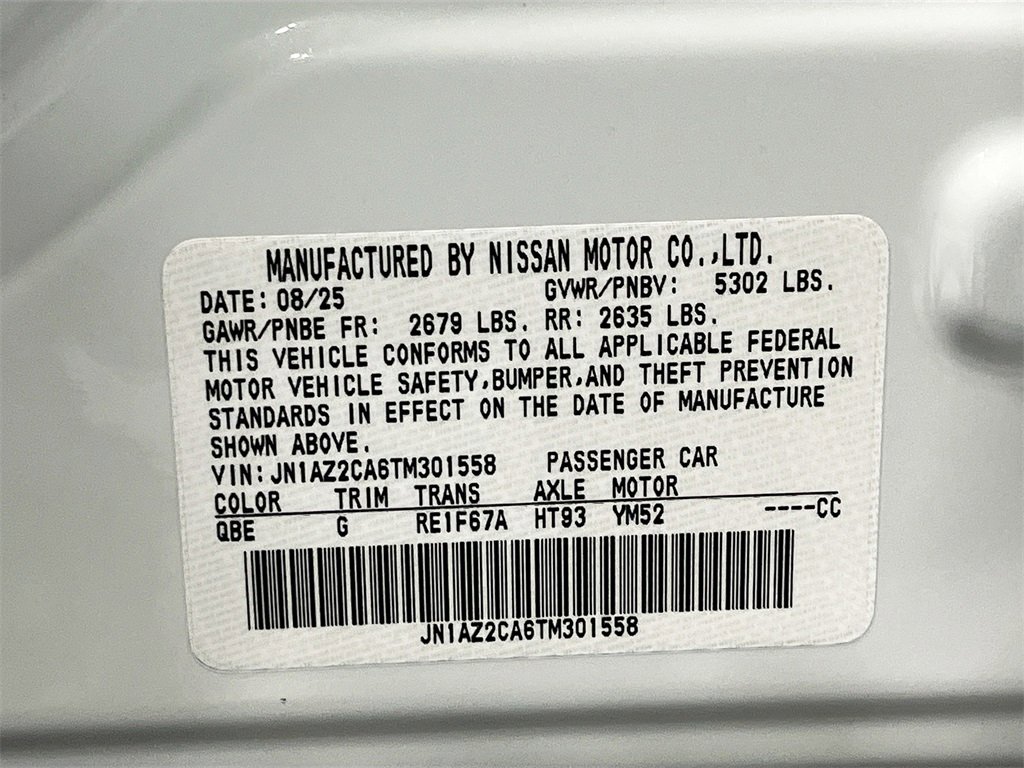 MANUFACTURED BY NISSAN MOTOR CO.,LTD.
DATE: 08/25 GVWR/PNBV: 5302 LBS.
GAWR/PNBE FR: 2679 LBS. RR: 2635 LBS.
THIS VEHICLE CONFORMS TO ALL APPLICABLE FEDERAL
MOTOR VEHICLE SAFETY,BUMPER,AND THEFT PREVENTION
STANDARDS IN EFFECT ON THE DATE OF MANUFACTURE
SHOWN ABOVE.
VIN:JN1AZ2CA6TM301558 PASSENGER CAR
COLOR TRIM TRANS AXLE MOTOR
QBE G RE1F67A HT93 YM52 ----CC
JN1AZ2CA6TM301558